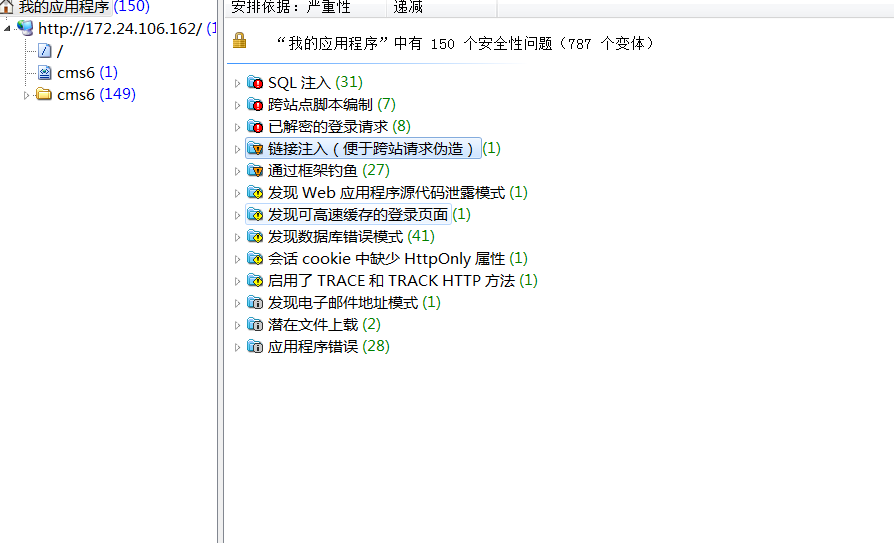 我的应用程序 (150)
http://172.24.106.162/ (1
/
cms6 (1)
cms6 (149)
安排依据：严重性 递减
“我的应用程序”中有 150 个安全性问题（787 个变体）
SQL 注入 (31)
跨站点脚本编制 (7)
已解密的登录请求 (8)
链接注入（便于跨站请求伪造） (1)
通过框架钓鱼 (27)
发现 Web 应用程序源代码泄露模式 (1)
发现可高速缓存的登录页面 (1)
发现数据库错误模式 (41)
会话 cookie 中缺少 HttpOnly 属性 (1)
启用了 TRACE 和 TRACK HTTP 方法 (1)
发现电子邮件地址模式 (1)
潜在文件上载 (2)
应用程序错误 (28)